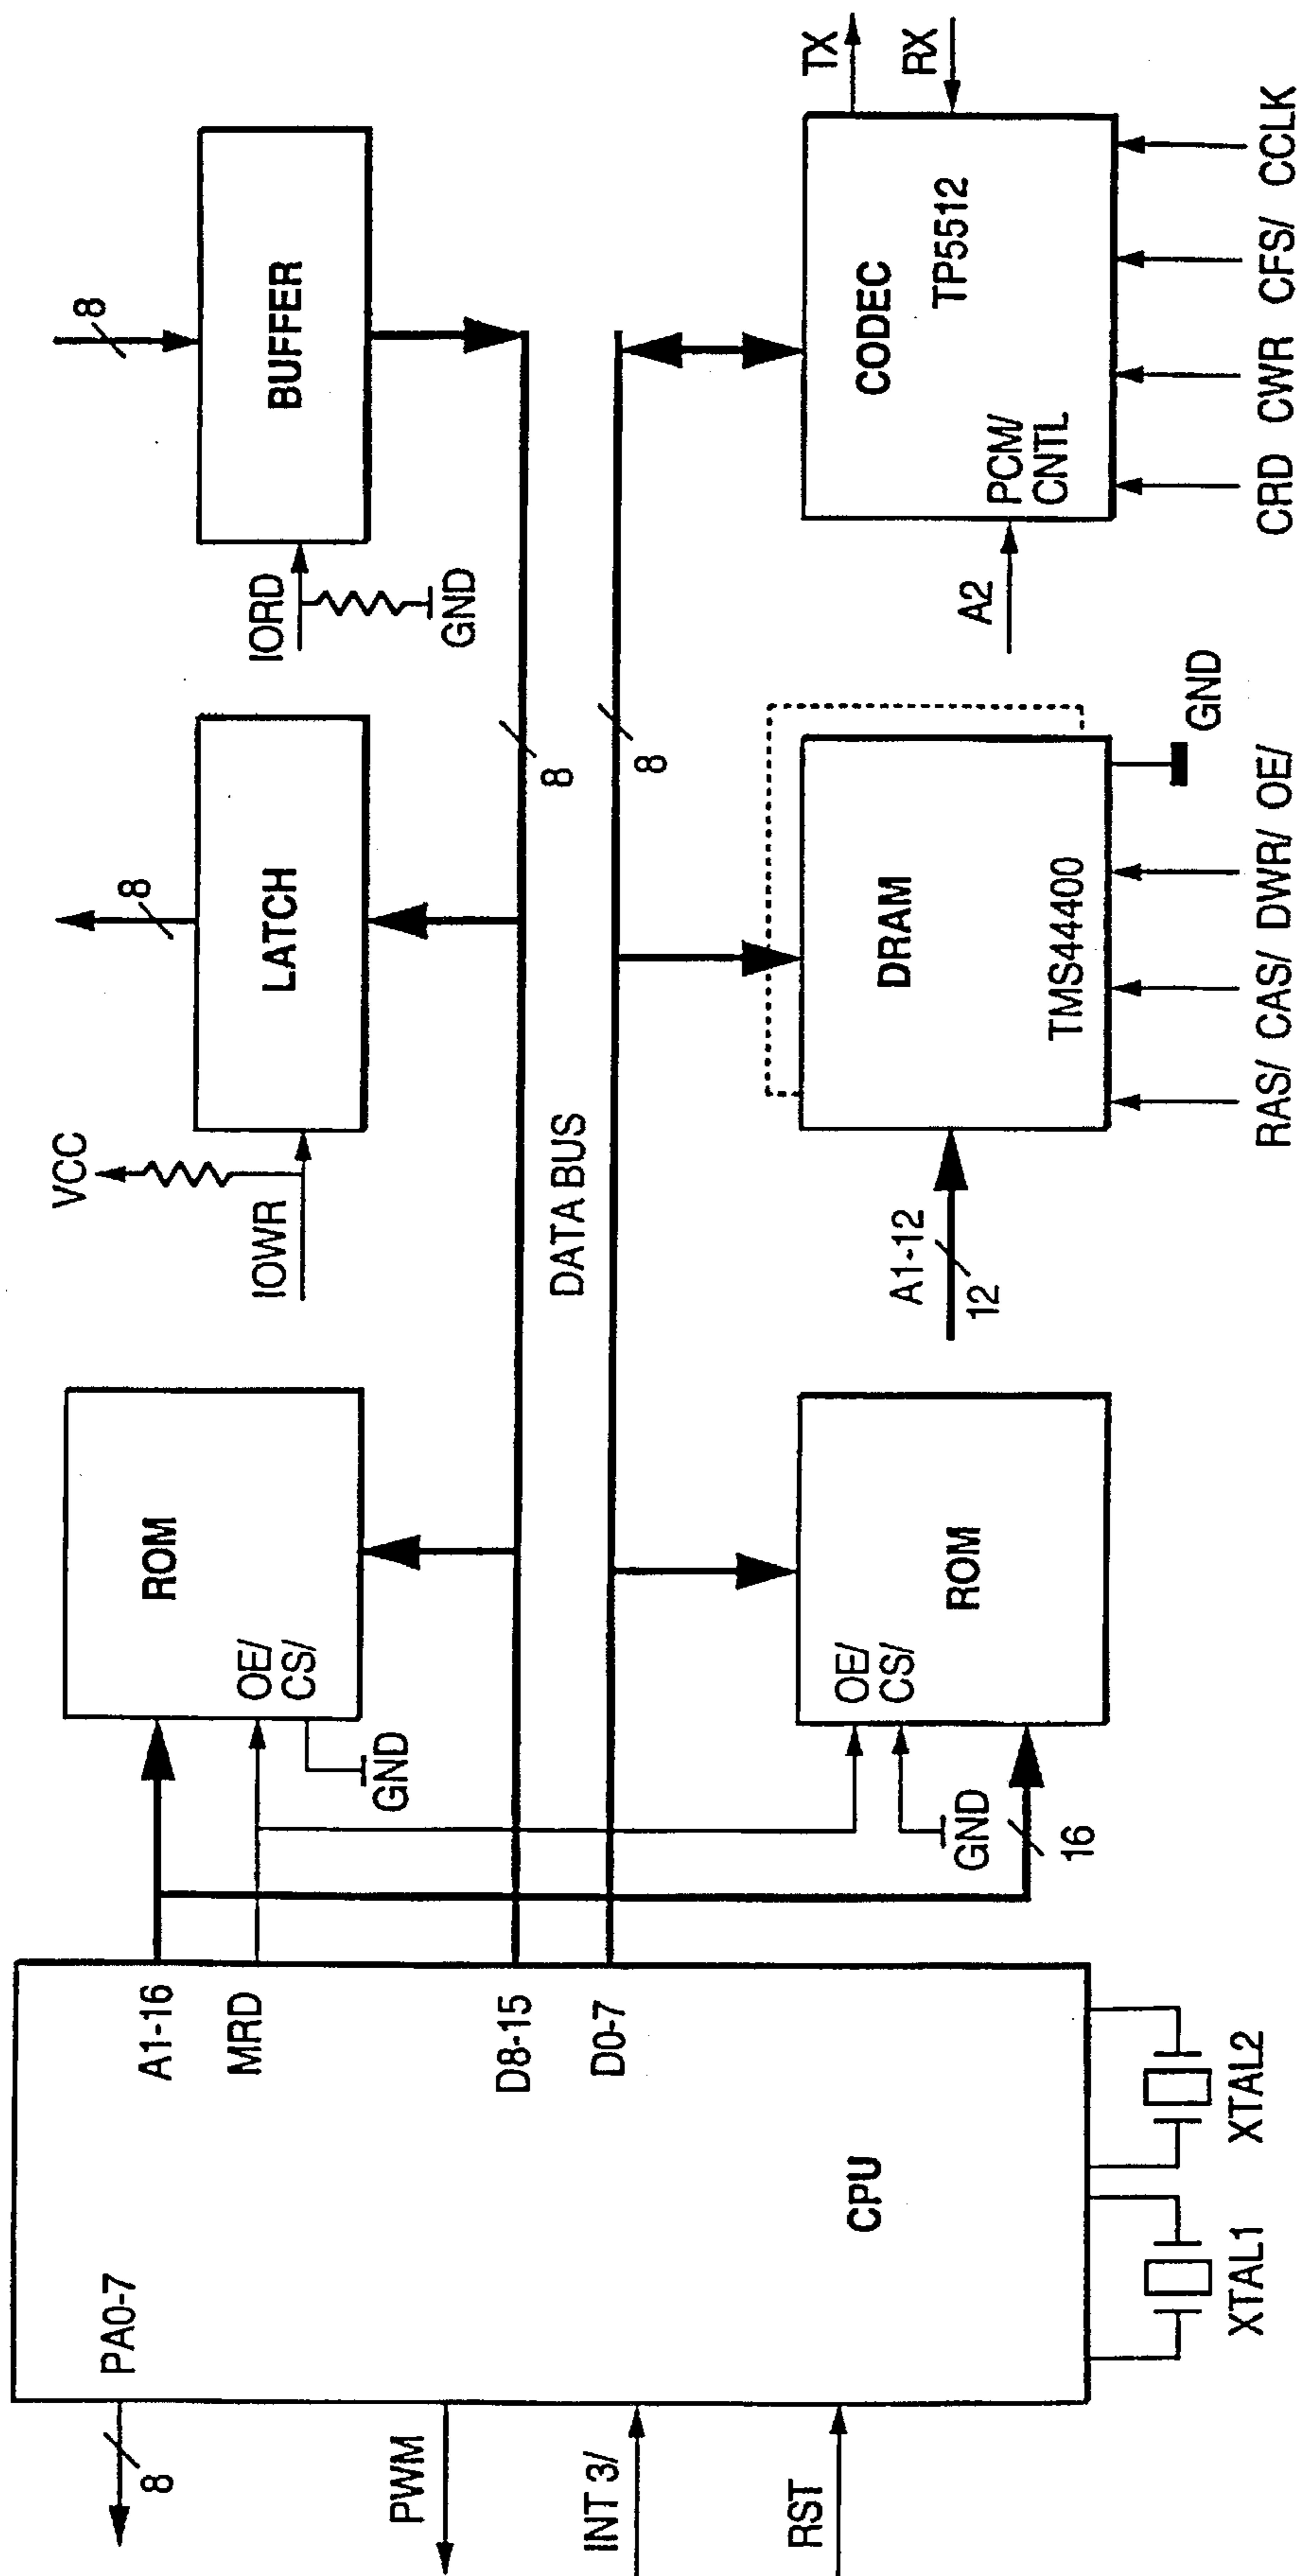 PA0-7
8
PWM
INT 3/
RST
CPU
A1-16
MRD
D8-15
D0-7
XTAL1
XTAL2
ROM
OE/
CS/
GND
ROM
OE/
CS/
GND
16
DATA BUS
8
8
VCC
IOWR
LATCH
8
IORD
GND
BUFFER
8
A1-12
12
DRAM
TMS44400
RAS/ CAS/ DWR/ OE/
GND
A2
PCM/
CNTL
CODEC
TP5512
TX
RX
CRD CWR CFS/ CCLK